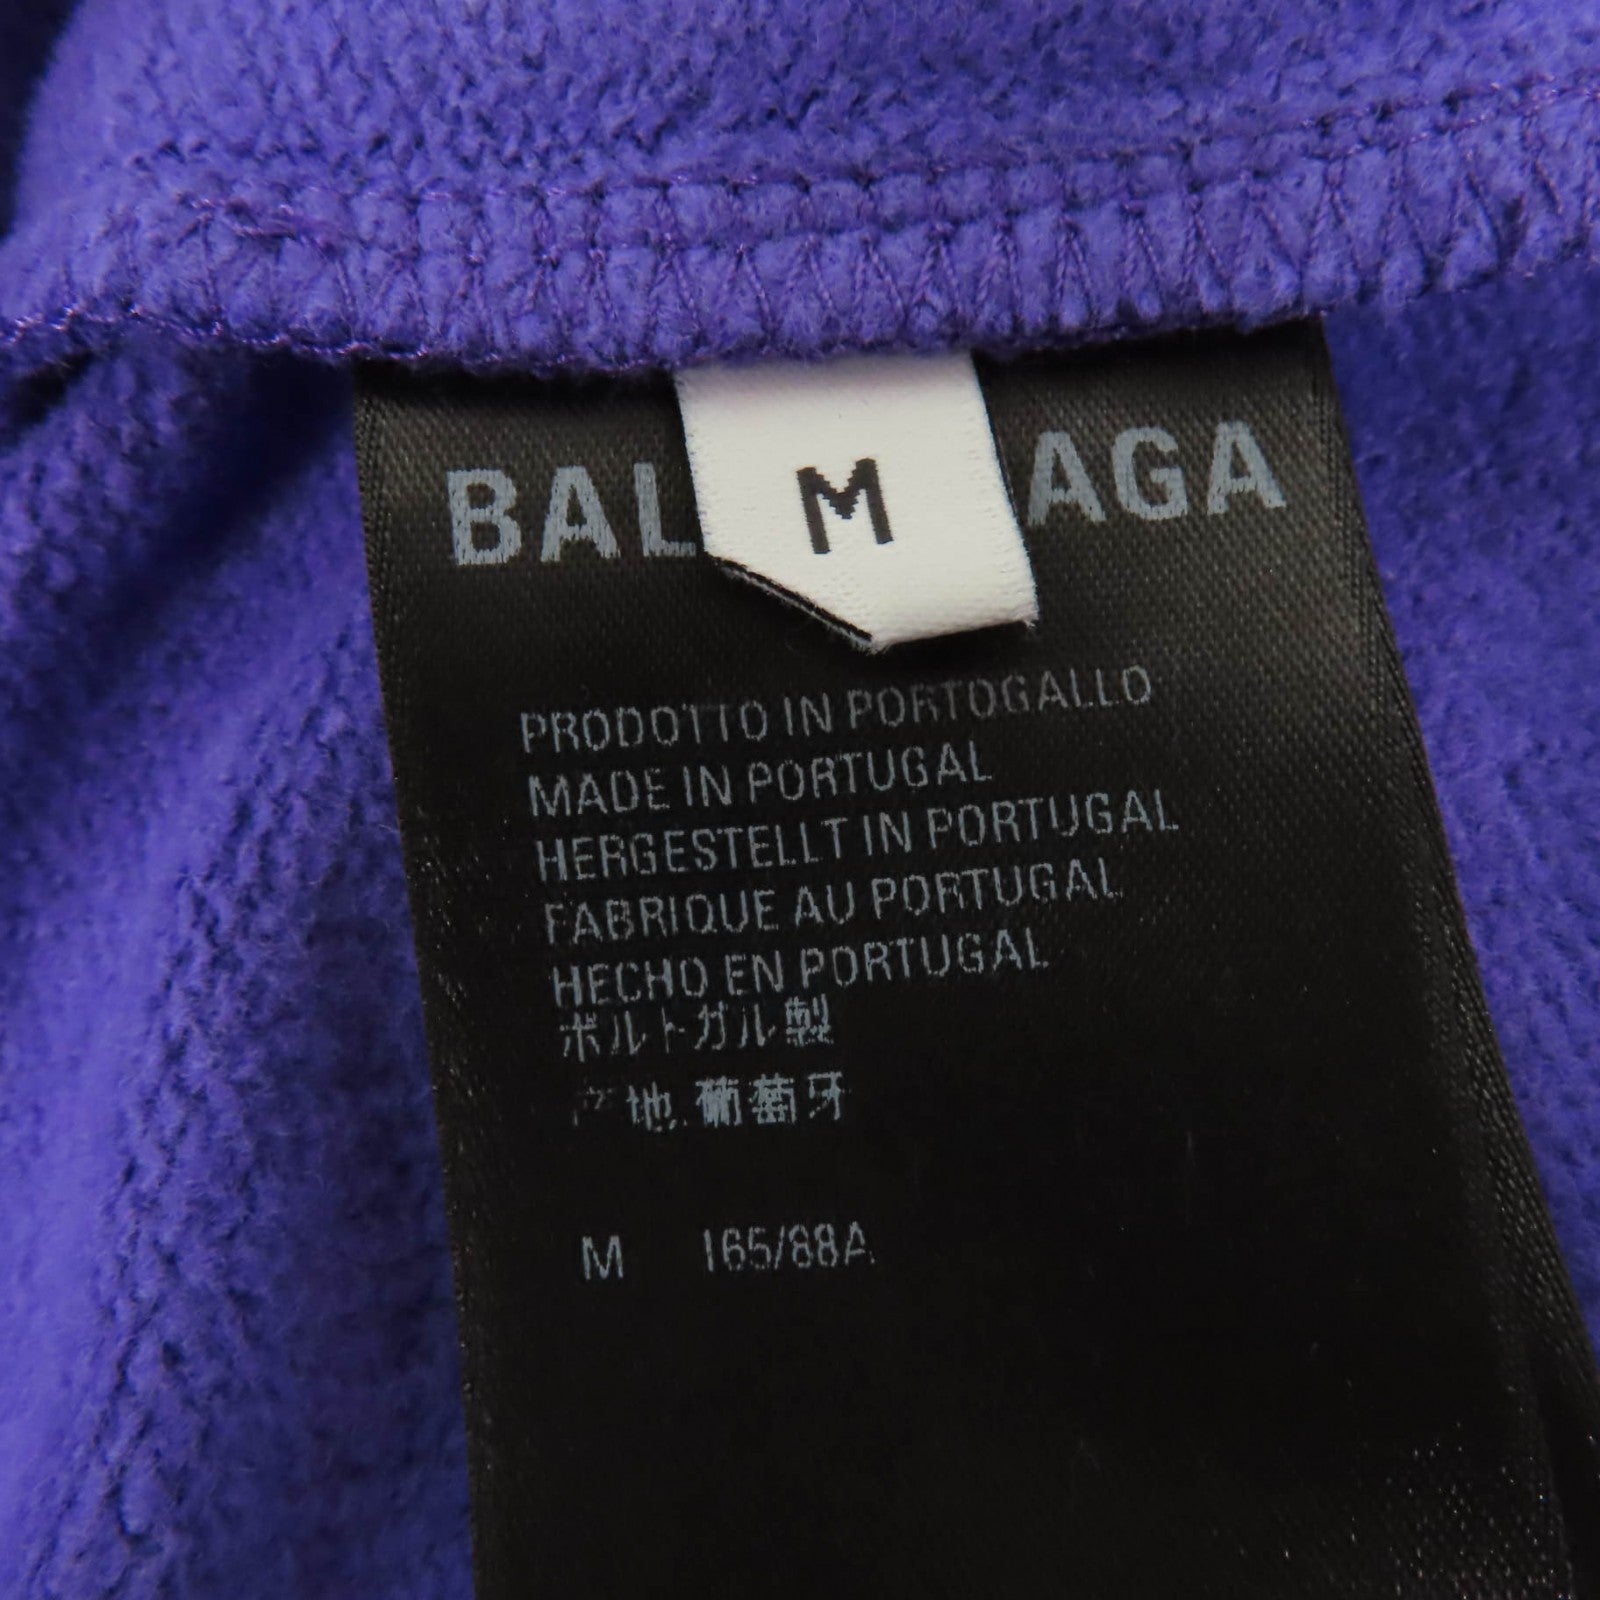 BAL M AGA
PRODOTTO IN PORTOGALLO
MADE IN PORTUGAL
HERGESTELLT IN PORTUGAL
FABRIQUE AU PORTUGAL
HECHO EN PORTUGAL
ポルトガル製
产地.葡萄牙
M 165/88A